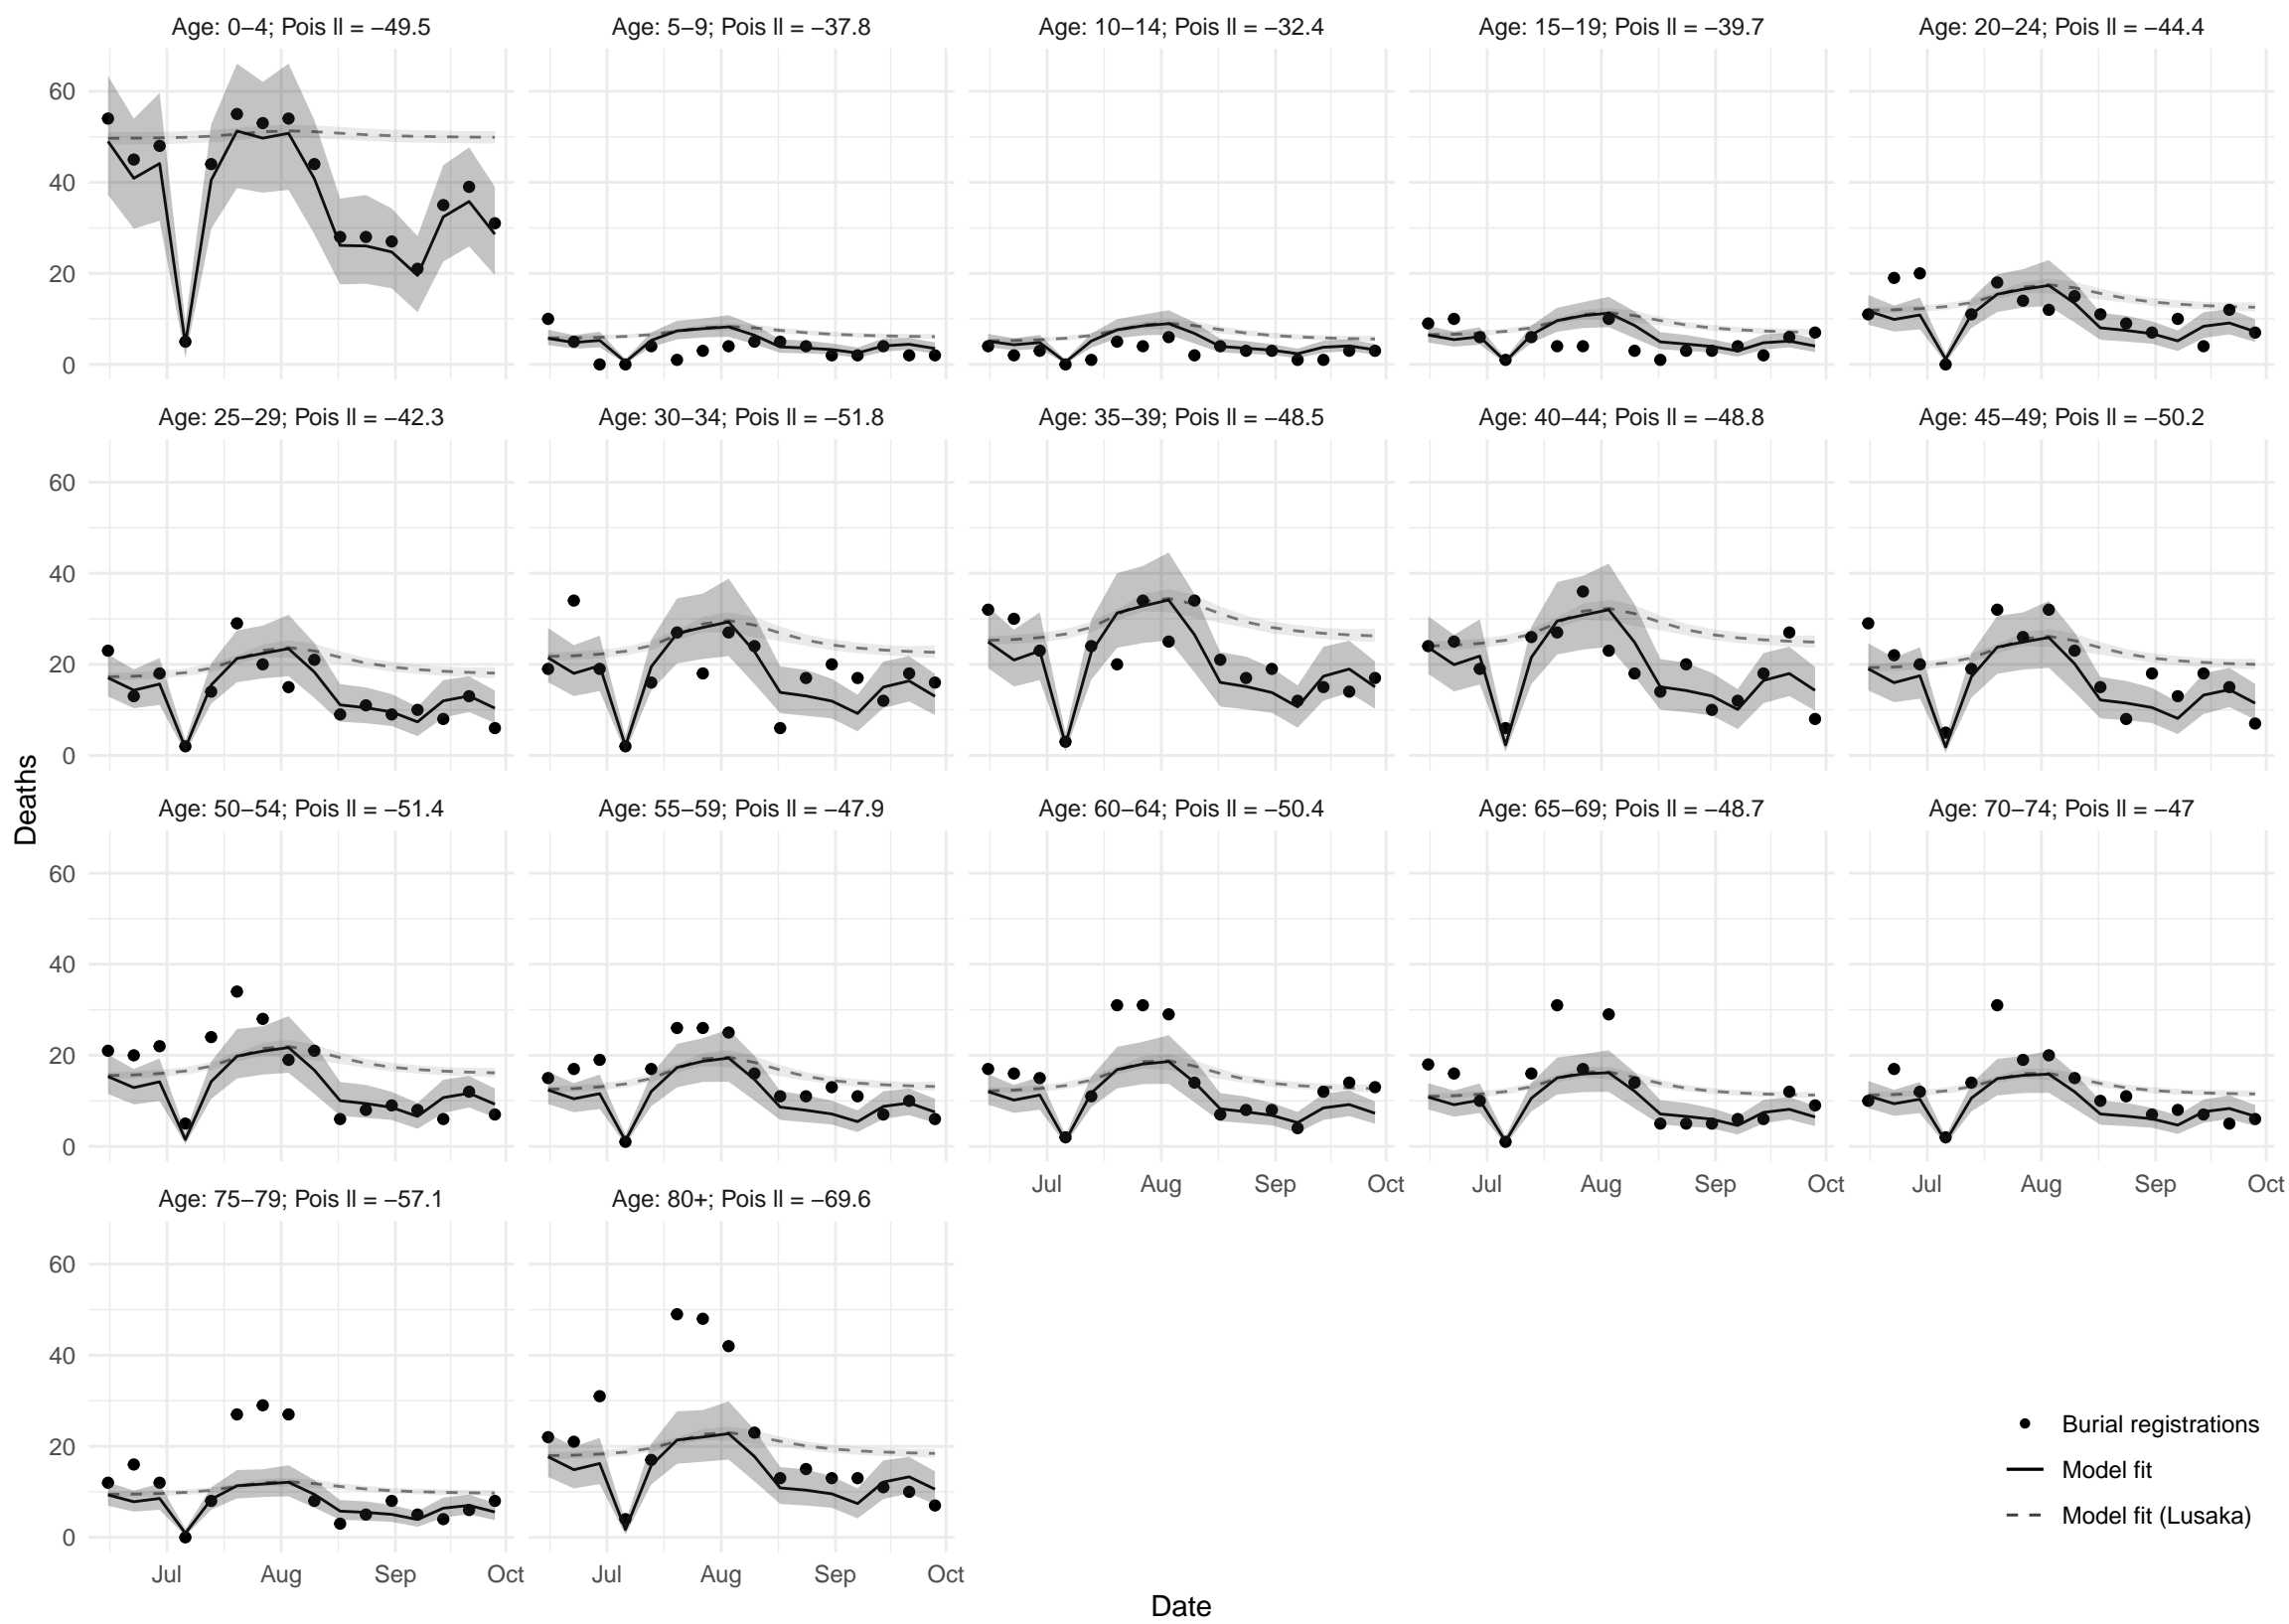 Age: 0−4; Pois ll = −49.5
Age: 5−9; Pois ll = −37.8
Age: 10−14; Pois ll = −32.4
Age: 15−19; Pois ll = −39.7
Age: 20−24; Pois ll = −44.4
60
40
20
0
Age: 25−29; Pois ll = −42.3
Age: 30−34; Pois ll = −51.8
Age: 35−39; Pois ll = −48.5
Age: 40−44; Pois ll = −48.8
Age: 45−49; Pois ll = −50.2
60
40
20
0
Deaths
Age: 50−54; Pois ll = −51.4
Age: 55−59; Pois ll = −47.9
Age: 60−64; Pois ll = −50.4
Age: 65−69; Pois ll = −48.7
Age: 70−74; Pois ll = −47
60
40
20
0
Jul Aug Sep Oct
Jul Aug Sep Oct
Jul Aug Sep Oct
Age: 75−79; Pois ll = −57.1
Age: 80+; Pois ll = −69.6
60
40
20
0
Jul Aug Sep Oct
Jul Aug Sep Oct
Burial registrations
Model fit
Model fit (Lusaka)
Date